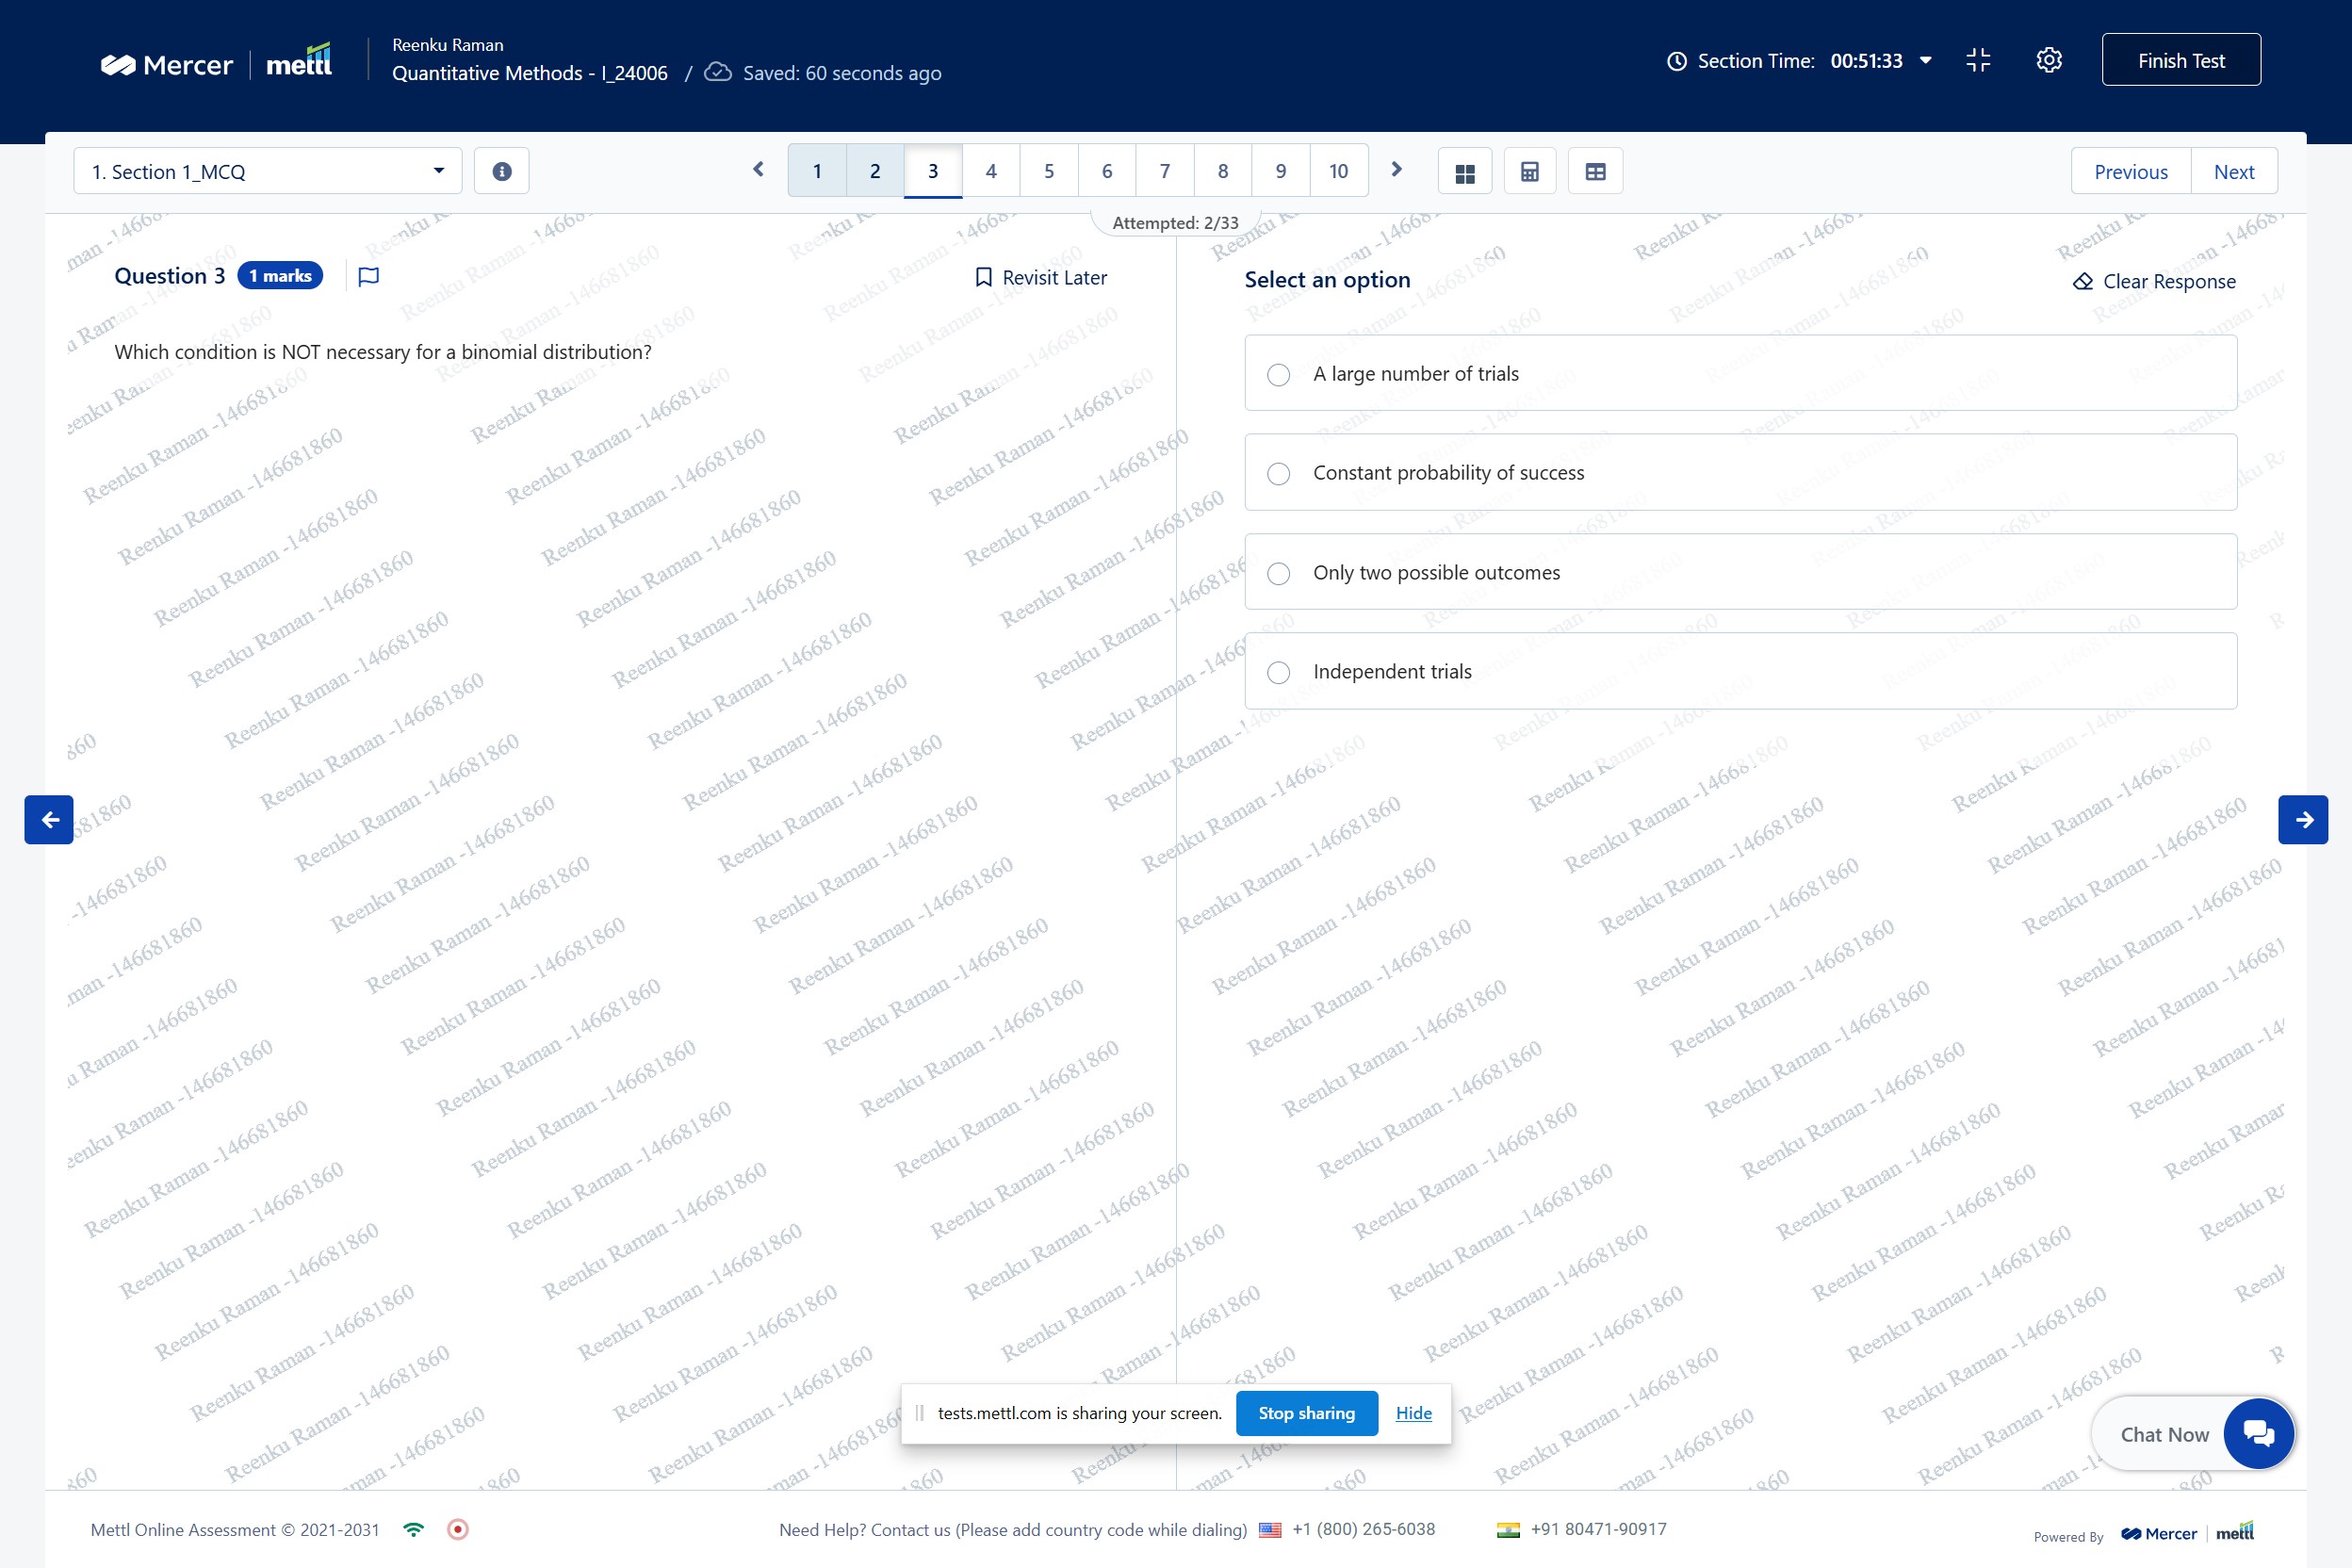 Mercer | mettl
Reenku Raman
Quantitative Methods - I_24006 / Saved: 60 seconds ago
Section Time: 00:51:33
Finish Test
1. Section 1_MCQ
1 2 3 4 5 6 7 8 9 10
Previous Next
Attempted: 2/33
Question 3 1 marks
Revisit Later
Which condition is NOT necessary for a binomial distribution?
Select an option
Clear Response
A large number of trials
Constant probability of success
Only two possible outcomes
Independent trials
Reenku Raman -146681860
tests.mettl.com is sharing your screen. Stop sharing Hide
Chat Now
Mettl Online Assessment © 2021-2031
Need Help? Contact us (Please add country code while dialing) +1 (800) 265-6038 +91 80471-90917
Powered By Mercer | mettl